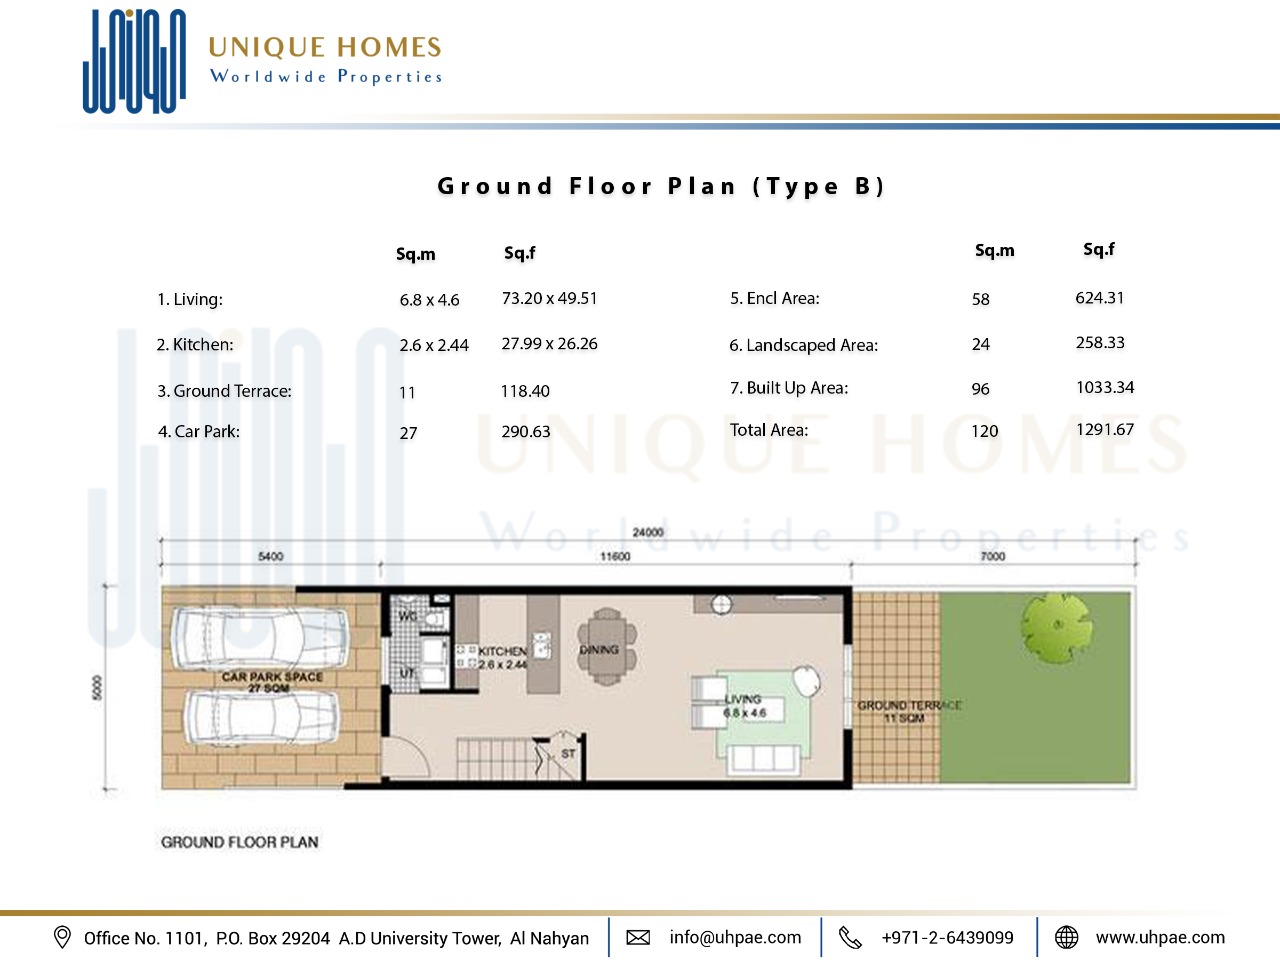 UNIQUE HOMES
Worldwide Properties
Ground Floor Plan (Type B)
Sq.m Sq.f
1. Living: 6.8 x 4.6 73.20 x 49.51
2. Kitchen: 2.6 x 2.44 27.99 x 26.26
3. Ground Terrace: 11 118.40
4. Car Park: 27 290.63
Sq.m Sq.f
5. Encl Area: 58 624.31
6. Landscaped Area: 24 258.33
7. Built Up Area: 96 1033.34
Total Area: 120 1291.67
UNIQUE HOMES
Worldwide Properties
24000
5400 11600 7000
5000
WC
UT
CAR PARK SPACE
27 SQM
KITCHEN
2.6 x 2.44
DINING
LIVING
6.8 x 4.6
ST
GROUND TERRACE
11 SQM
GROUND FLOOR PLAN
Office No. 1101, P.O. Box 29204 A.D University Tower, Al Nahyan
info@uhpae.com
+971-2-6439099
www.uhpae.com